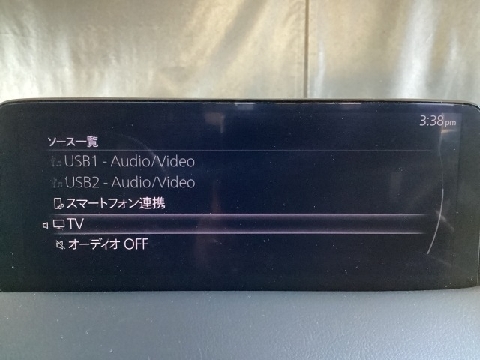 3:38pm
ソース一覧
USB1 - Audio/Video
USB2 - Audio/Video
スマートフォン連携
TV
オーディオ OFF